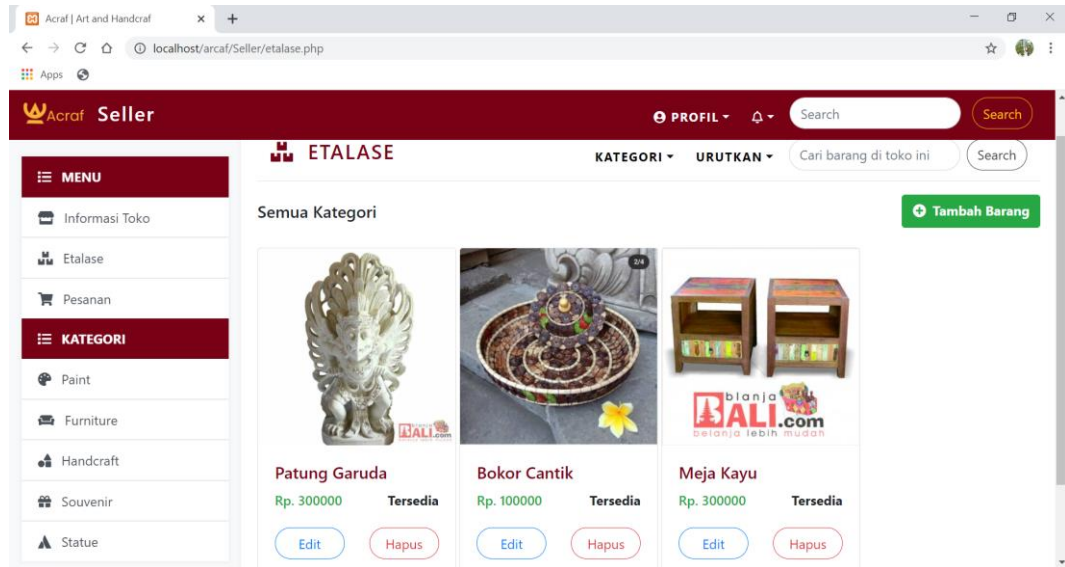 Acraf | Art and Handcraf
localhost/arcaf/Seller/etalase.php
Apps
Acraf Seller
PROFIL
Search
Search
ETALASE
KATEGORI
URUTKAN
Cari barang di toko ini
Search
MENU
Informasi Toko
Etalase
Pesanan
KATEGORI
Paint
Furniture
Handcraft
Souvenir
Statue
Semua Kategori
Tambah Barang
BALI.com
2/4
blanja
BALI.com
belanja lebih mudah
Patung Garuda
Rp. 300000 Tersedia
Edit Hapus
Bokor Cantik
Rp. 100000 Tersedia
Edit Hapus
Meja Kayu
Rp. 300000 Tersedia
Edit Hapus